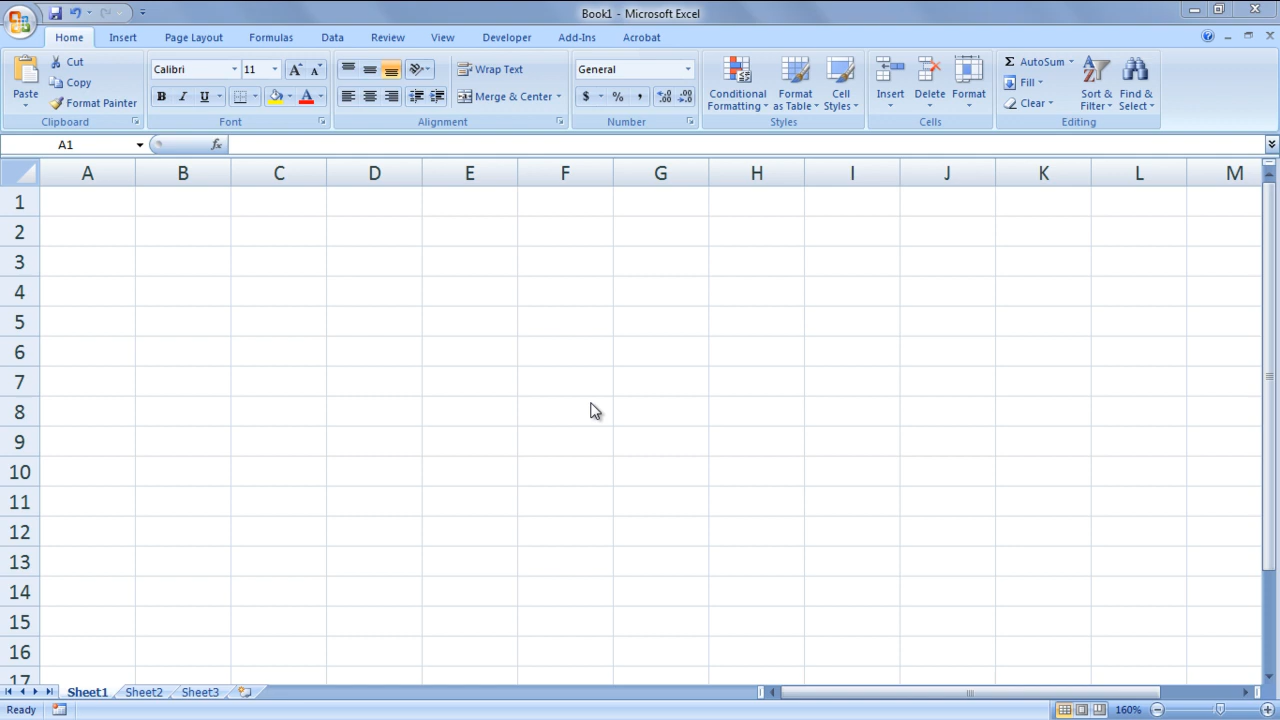 Book1 - Microsoft Excel
Home Insert Page Layout Formulas Data Review View Developer Add-Ins Acrobat
Paste
Cut
Copy
Format Painter
Clipboard
Calibri 11
B I U
Font
Wrap Text
Merge & Center
Alignment
General
$ % ,
Number
Conditional Formatting
Format as Table
Cell Styles
Styles
Insert
Delete
Format
Cells
Σ AutoSum
Fill
Clear
Sort & Filter
Find & Select
Editing
A1 fx
A B C D E F G H I J K L M
1
2
3
4
5
6
7
8
9
10
11
12
13
14
15
16
17
Sheet1 Sheet2 Sheet3
Ready 160%